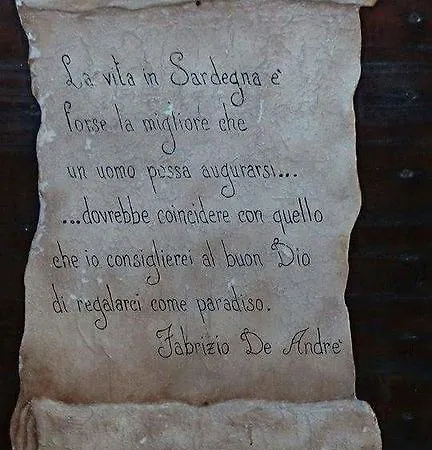 La vita in Sardegna è
forse la migliore che
un uomo possa augurarsi...
...dovrebbe coincidere con quello
che io consiglierei al buon Dio
di regalarci come paradiso.
Fabrizio De Andrè